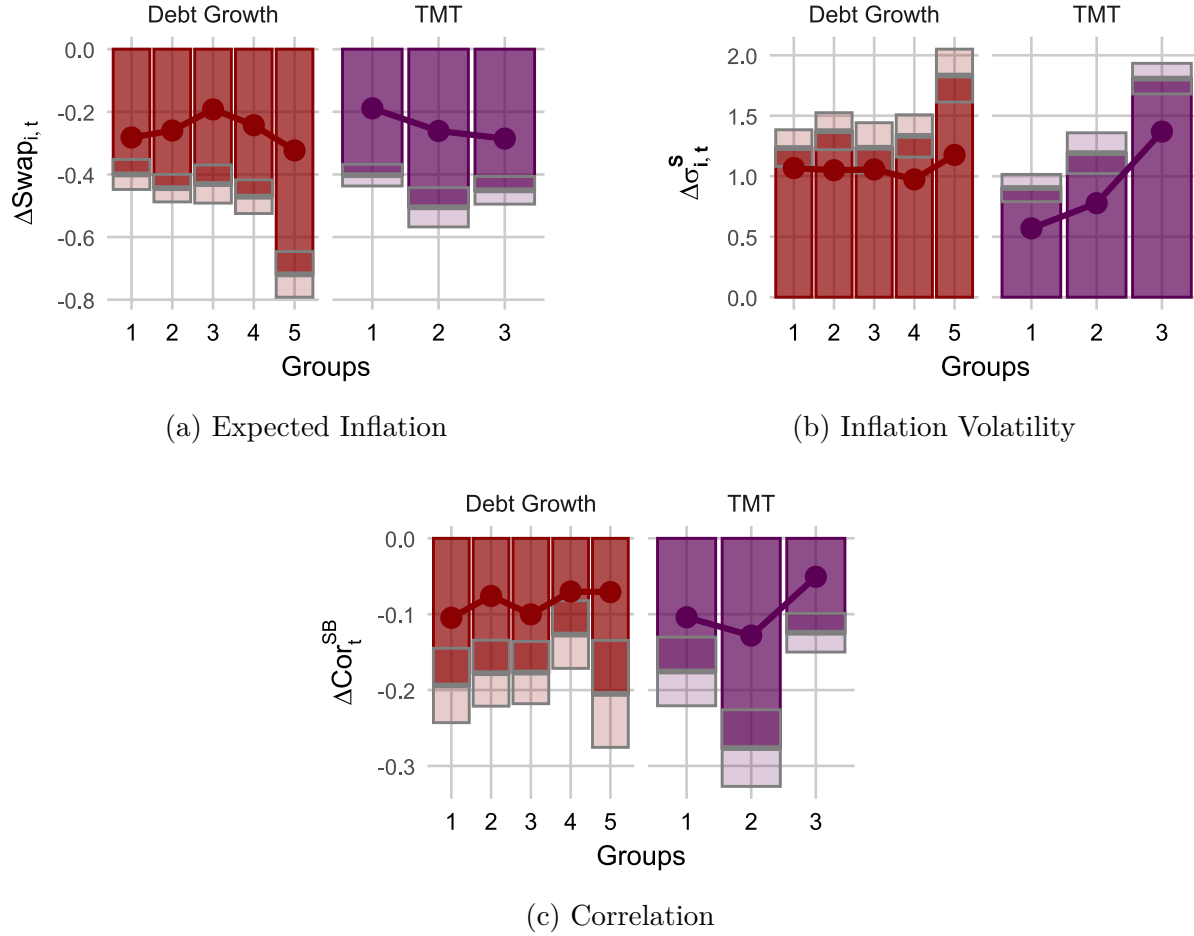 Debt Growth TMT
0.0
-0.2
-0.4
-0.6
-0.8
ΔSwap i, t
1 2 3 4 5 1 2 3
Groups
(a) Expected Inflation
Debt Growth TMT
2.0
1.5
1.0
0.5
0.0
Δσ s i, t
1 2 3 4 5 1 2 3
Groups
(b) Inflation Volatility
Debt Growth TMT
0.0
-0.1
-0.2
-0.3
ΔCor SB t
1 2 3 4 5 1 2 3
Groups
(c) Correlation